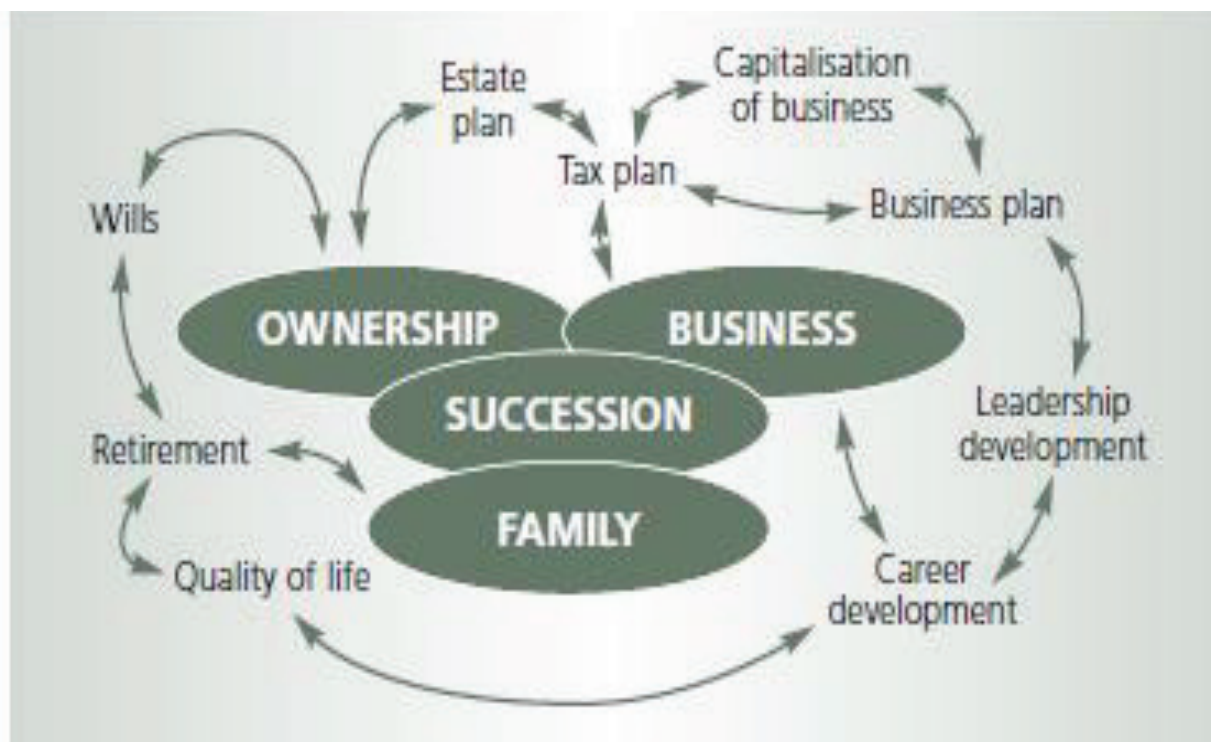 Estate
plan
Capitalisation
of business
Tax plan
Wills
Business plan
OWNERSHIP
BUSINESS
SUCCESSION
Leadership
development
Retirement
FAMILY
Quality of life
Career
development